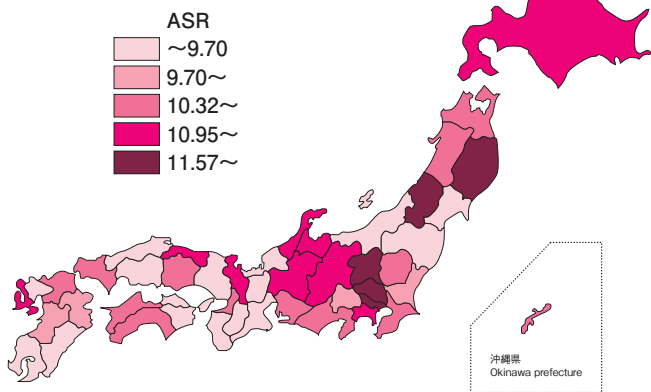 ASR
～9.70
9.70～
10.32～
10.95～
11.57～
沖縄県
Okinawa prefecture